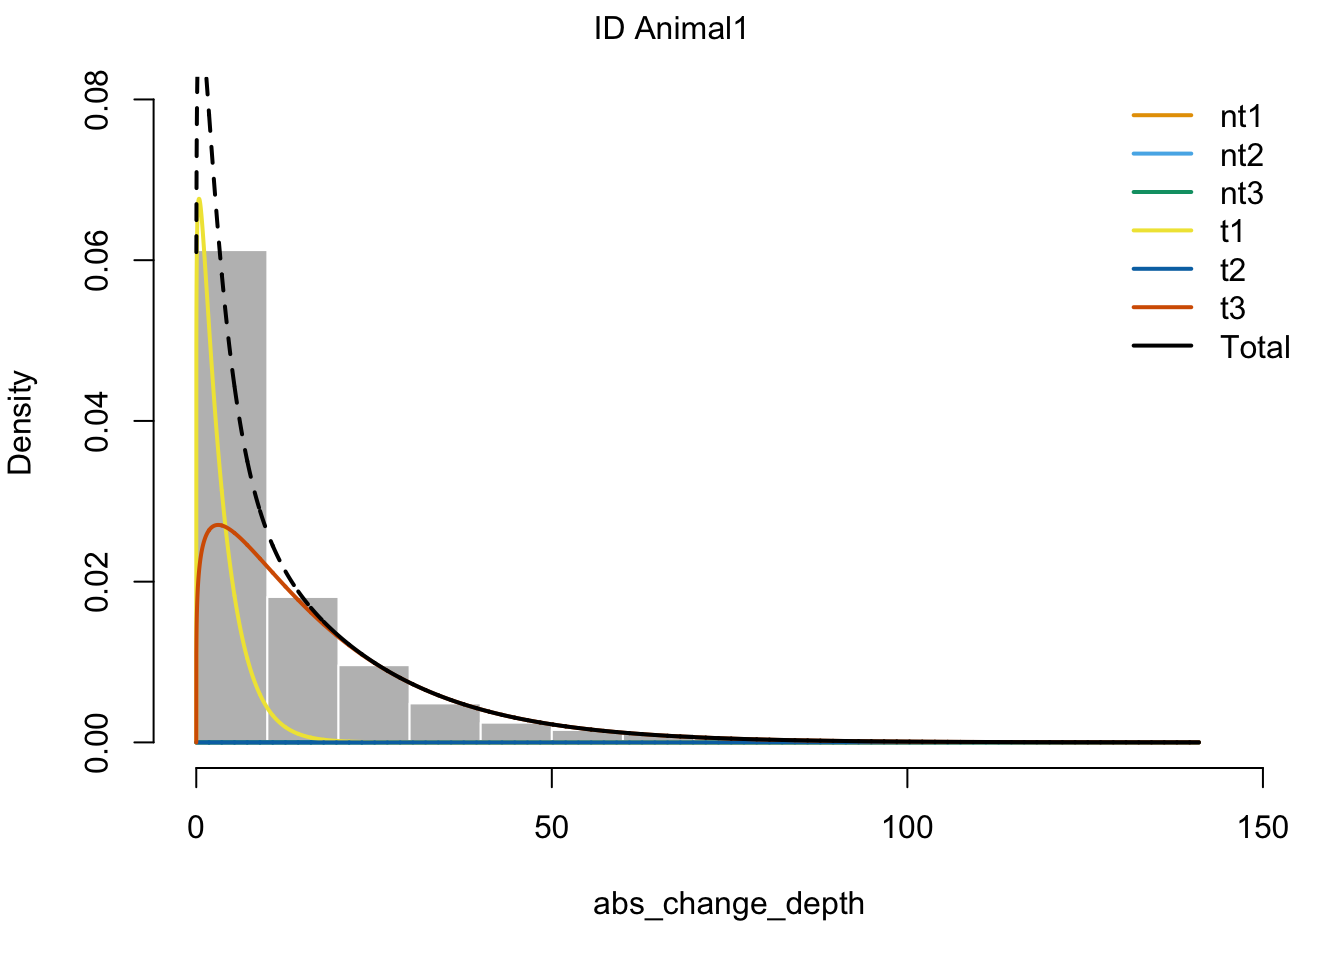 ID Animal1
Density
0.08
0.06
0.04
0.02
0.00
nt1
nt2
nt3
t1
t2
t3
Total
0
50
100
150
abs_change_depth